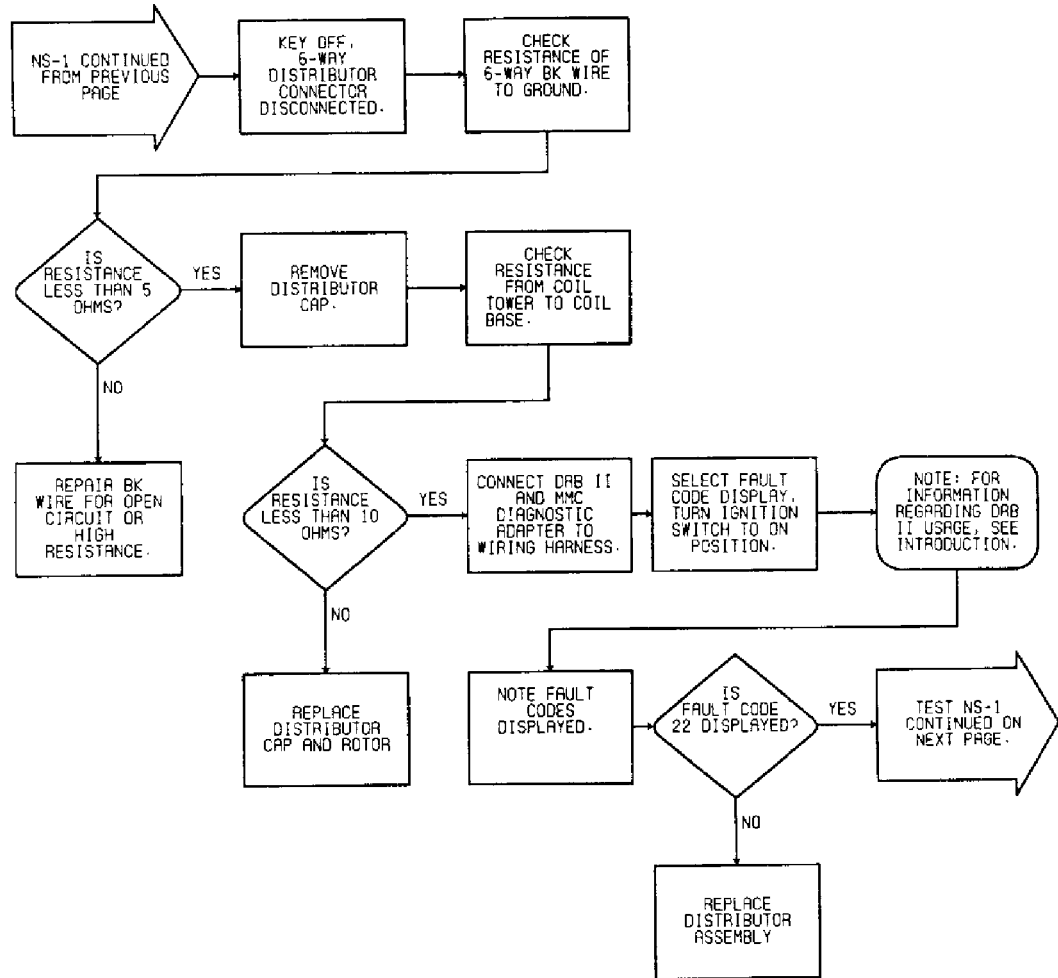 NS-1 CONTINUED
FROM PREVIOUS
PAGE
KEY OFF,
6-WAY
DISTRIBUTOR
CONNECTOR
DISCONNECTED.
CHECK
RESISTANCE OF
6-WAY BK WIRE
TO GROUND.
IS
RESISTANCE
LESS THAN 5
OHMS?
YES
NO
REMOVE
DISTRIBUTOR
CAP.
CHECK
RESISTANCE
FROM COIL
TOWER TO COIL
BASE.
REPAIR BK
WIRE FOR OPEN
CIRCUIT OR
HIGH
RESISTANCE.
IS
RESISTANCE
LESS THAN 10
OHMS?
YES
NO
CONNECT DRB II
AND MMC
DIAGNOSTIC
ADAPTER TO
WIRING HARNESS.
SELECT FAULT
CODE DISPLAY,
TURN IGNITION
SWITCH TO ON
POSITION.
NOTE: FOR
INFORMATION
REGARDING DRB
II USAGE, SEE
INTRODUCTION.
REPLACE
DISTRIBUTOR
CAP AND ROTOR
NOTE FAULT
CODES
DISPLAYED.
IS
FAULT CODE
22 DISPLAYED?
YES
NO
TEST NS-1
CONTINUED ON
NEXT PAGE.
REPLACE
DISTRIBUTOR
ASSEMBLY